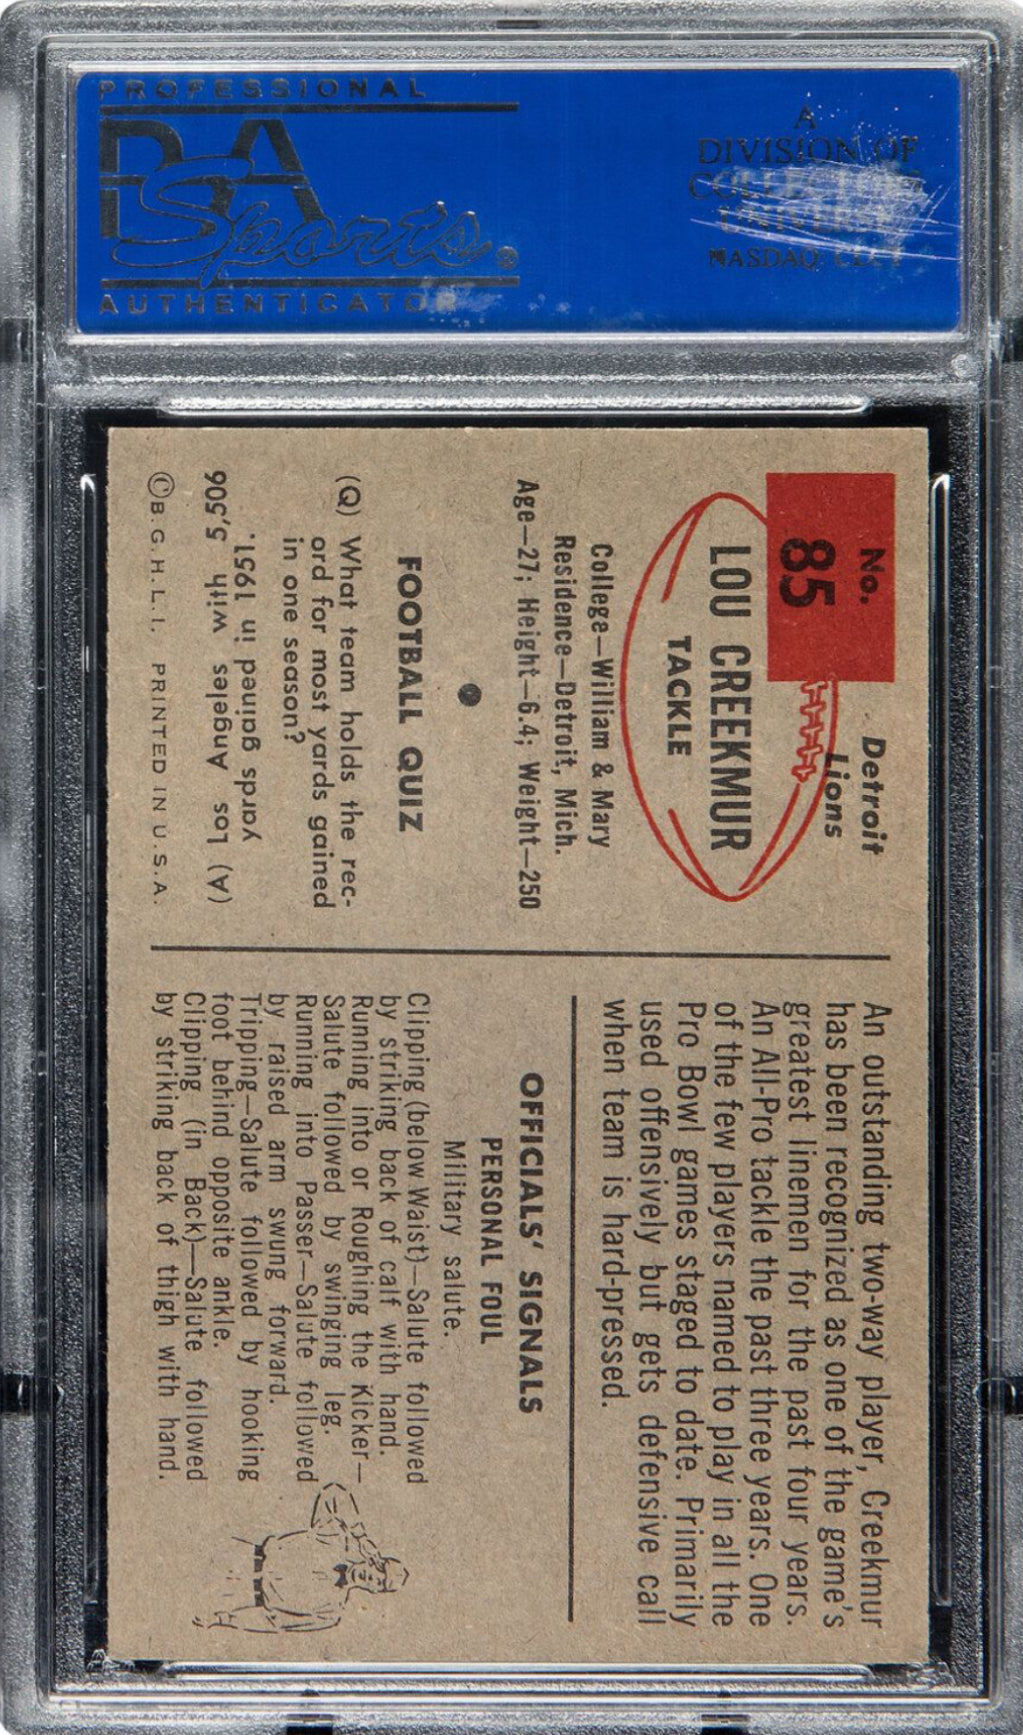 PROFESSIONAL
PSA
Sports®
AUTHENTICATOR
A
DIVISION OF
COLLECTORS
UNIVERSE
NASDAQ: CLCT
No.
85
Detroit
Lions
LOU CREEKMUR
TACKLE
College—William & Mary
Residence—Detroit, Mich.
Age—27; Height—6.4; Weight—250
FOOTBALL QUIZ
(Q) What team holds the rec-
ord for most yards gained
in one season?
(A) Los Angeles with 5,506
Yards gained in 1951.
©B.G.H.L.I. PRINTED IN U.S.A.
An outstanding two-way player, Creekmur
has been recognized as one of the game's
greatest linemen for the past four years.
An All-Pro tackle the past three years. One
of the few players named to play in all the
Pro Bowl games staged to date. Primarily
used offensively but gets defensive call
when team is hard-pressed.
OFFICIALS' SIGNALS
PERSONAL FOUL
Military salute.
Clipping (below Waist)—Salute followed
by striking back of calf with hand.
Running into or Roughing the Kicker—
Salute followed by swinging leg.
Running into Passer—Salute followed
by raised arm swung forward.
Tripping—Salute followed by hooking
foot behind opposite ankle.
Clipping (in Back)—Salute followed
by striking back of thigh with hand.